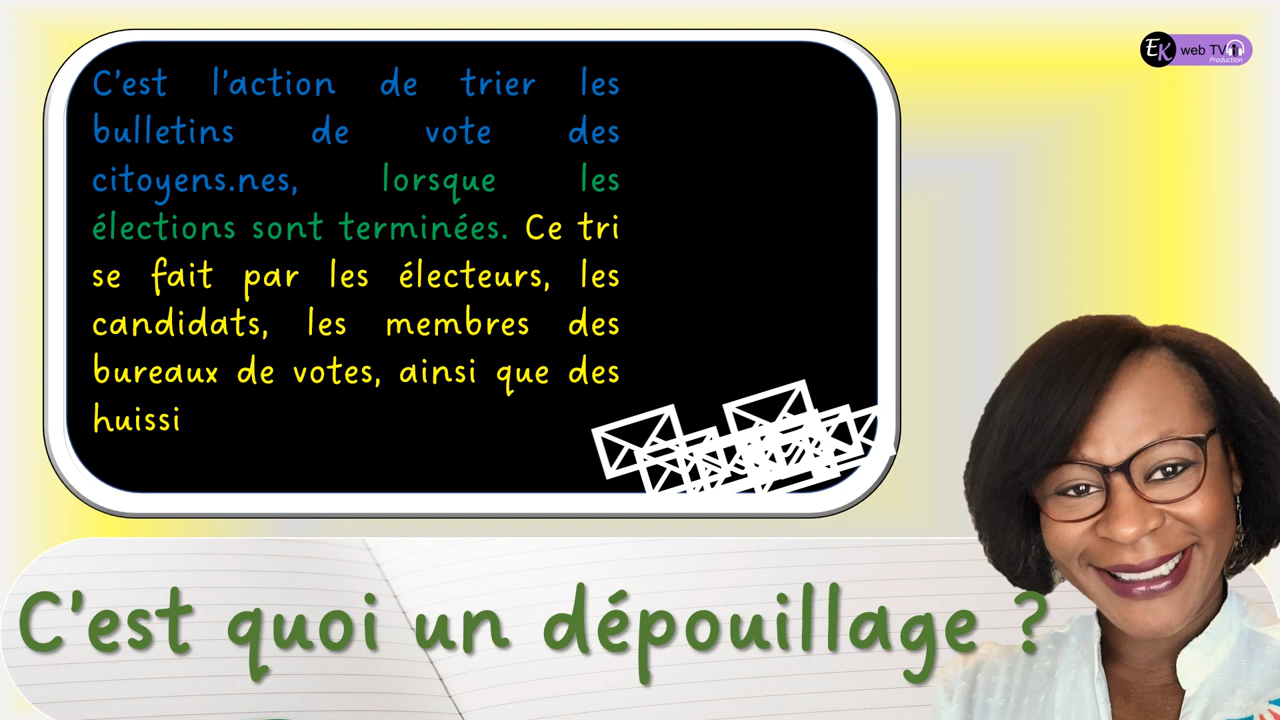 C'est l'action de trier les
bulletins de vote des
citoyens.nes, lorsque les
élections sont terminées. Ce tri
se fait par les électeurs, les
candidats, les membres des
bureaux de votes, ainsi que des
huissi
EK web TV
Production
C'est quoi un dépouillage ?